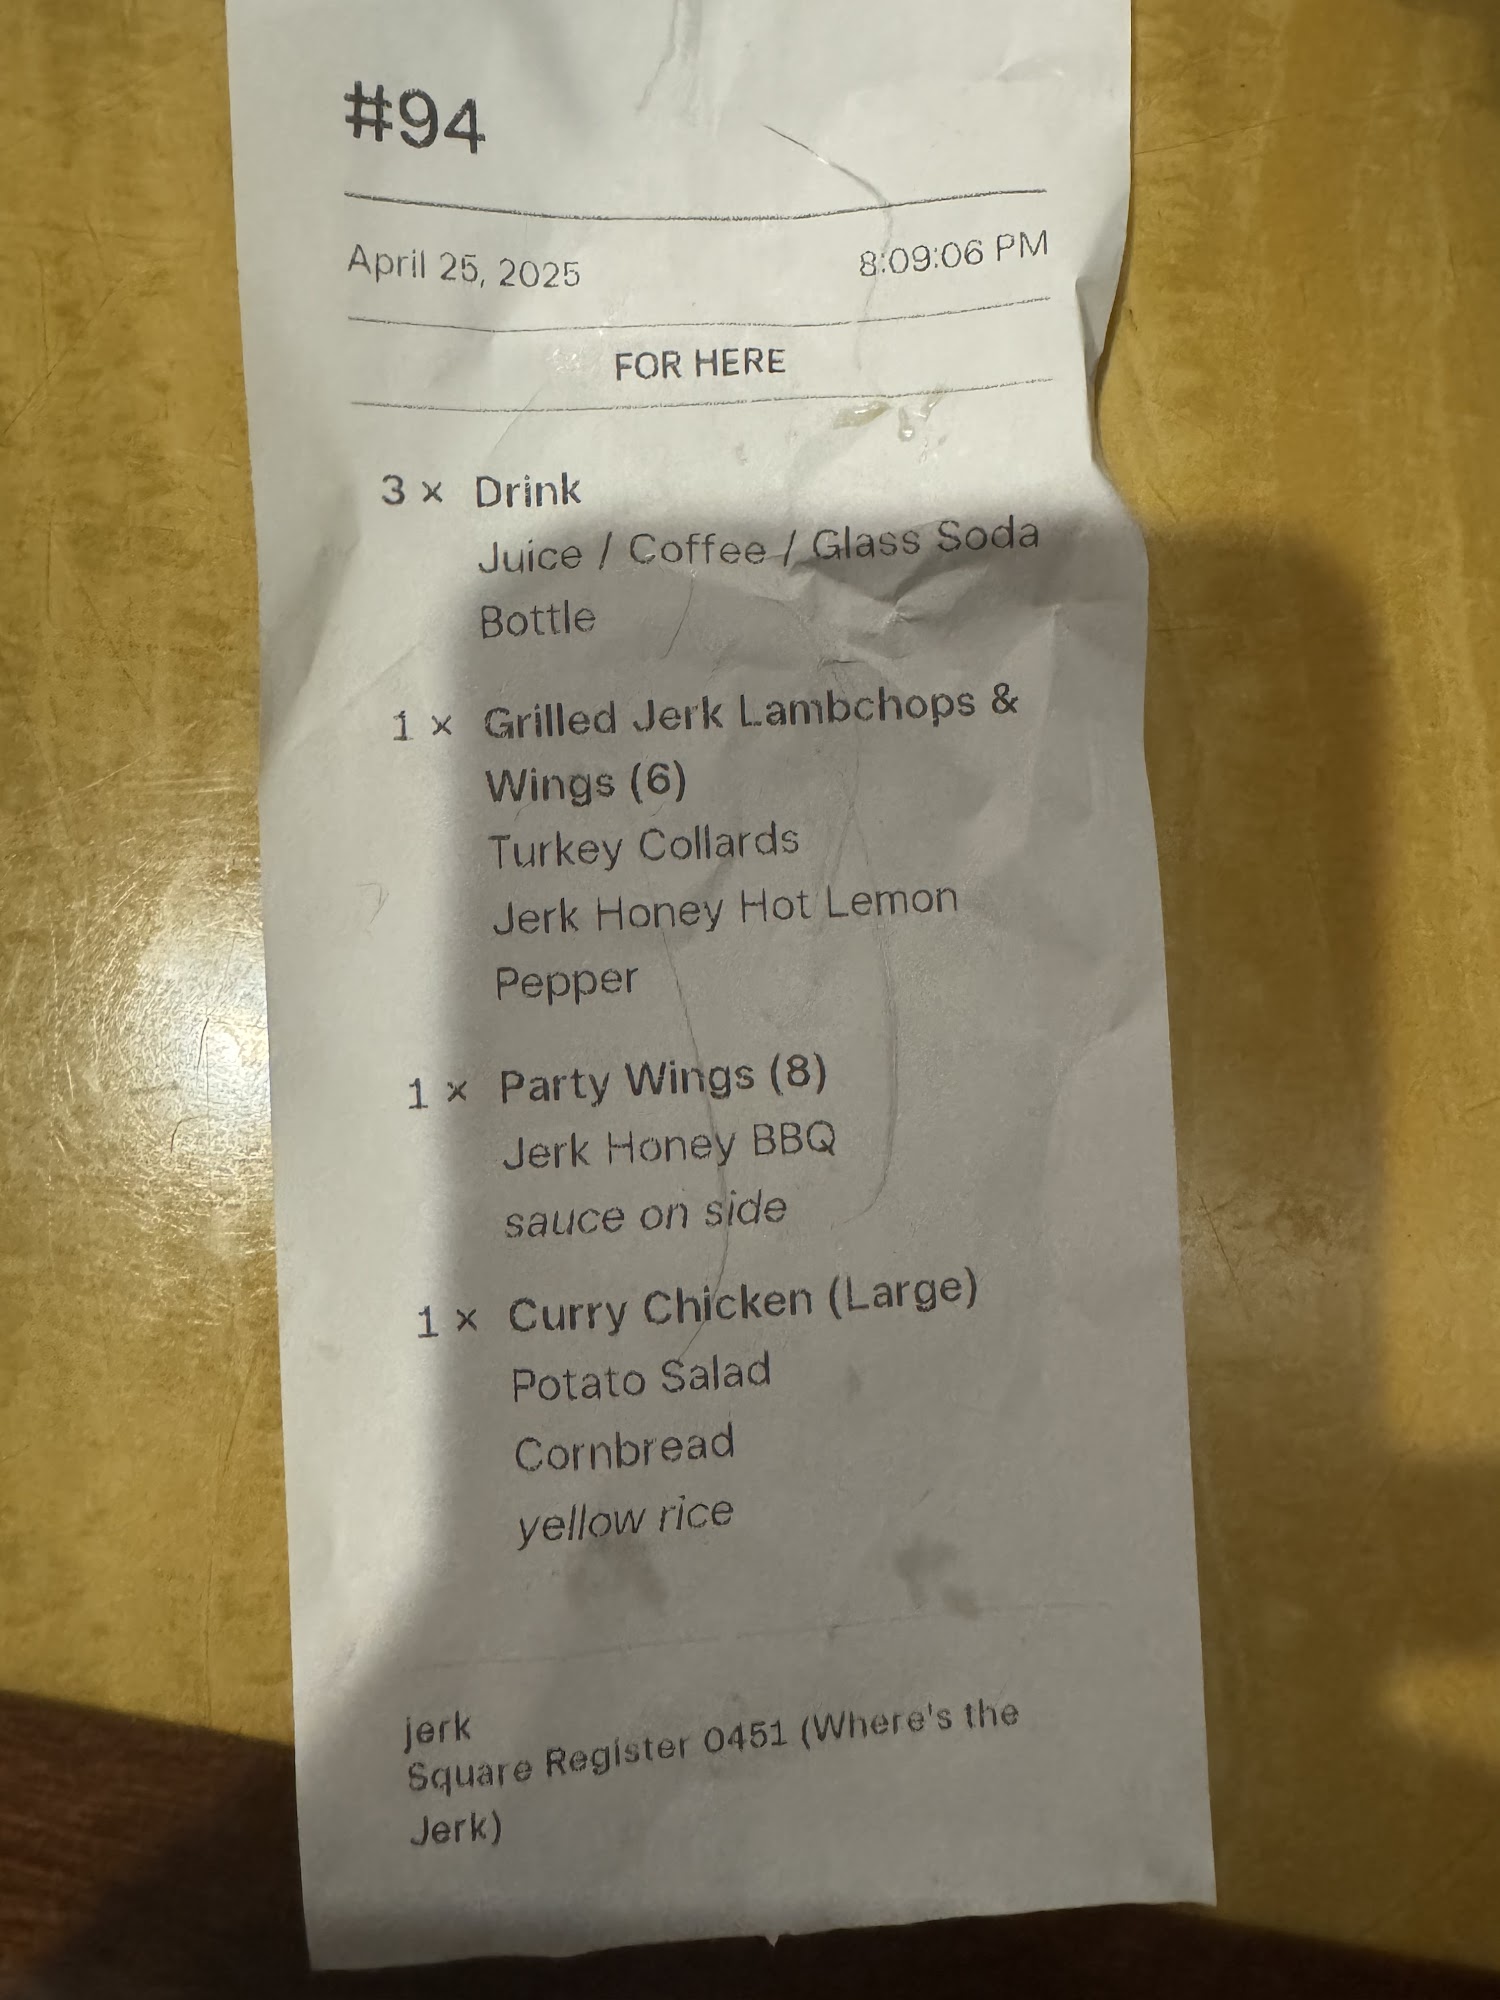 #94
April 25, 2025 8:09:06 PM
FOR HERE
3 × Drink
Juice / Coffee / Glass Soda
Bottle
1 × Grilled Jerk Lambchops &
Wings (6)
Turkey Collards
Jerk Honey Hot Lemon
Pepper
1 × Party Wings (8)
Jerk Honey BBQ
sauce on side
1 × Curry Chicken (Large)
Potato Salad
Cornbread
yellow rice
jerk
Square Register 0451 (Where's the
Jerk)